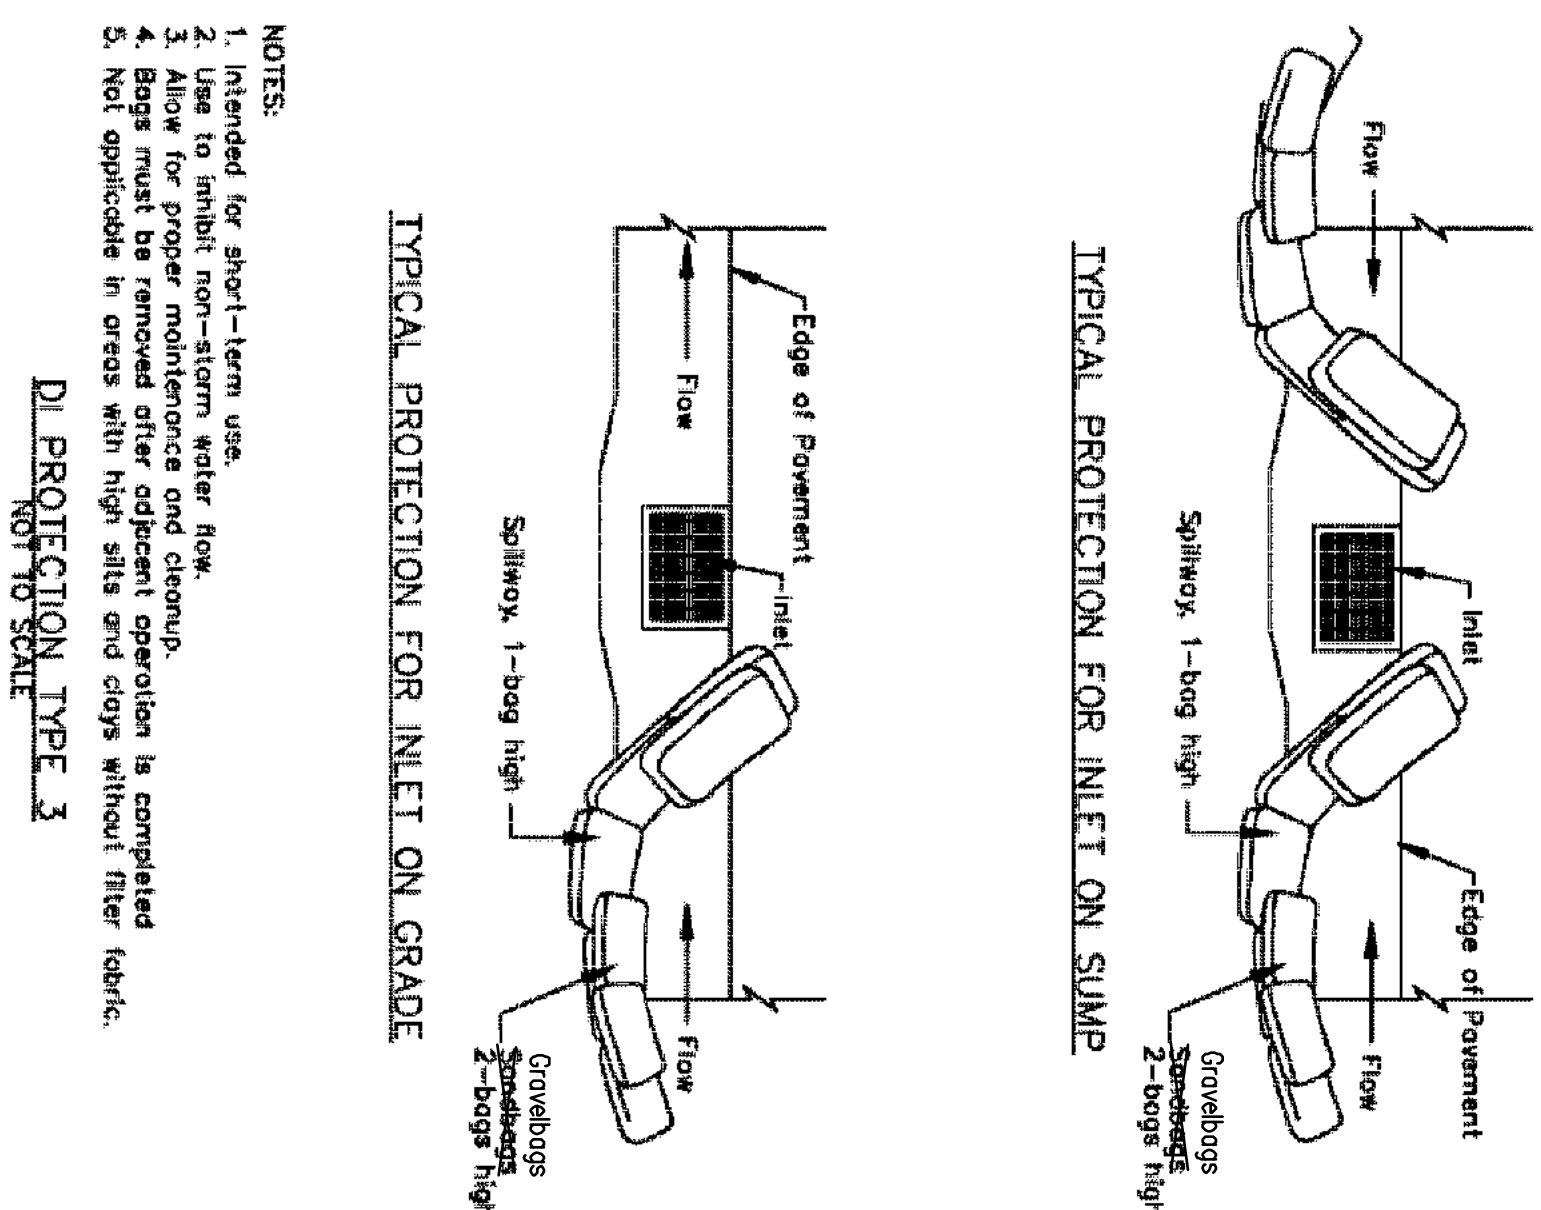 Flow
Inlet
Edge of Pavement
Spillway, 1-bag high
Flow
Gravelbags
Sandbags
2-bags high
TYPICAL PROTECTION FOR INLET ON SUMP
Edge of Pavement
Flow
Inlet
Spillway, 1-bag high
Flow
Gravelbags
Sandbags
2-bags high
TYPICAL PROTECTION FOR INLET ON GRADE
NOTES:
1. Intended for short-term use.
2. Use to inhibit non-storm water flow.
3. Allow for proper maintenance and cleanup.
4. Bags must be removed after adjacent operation is completed
5. Not applicable in areas with high silts and clays without filter fabric.
DI PROTECTION TYPE 3
NOT TO SCALE